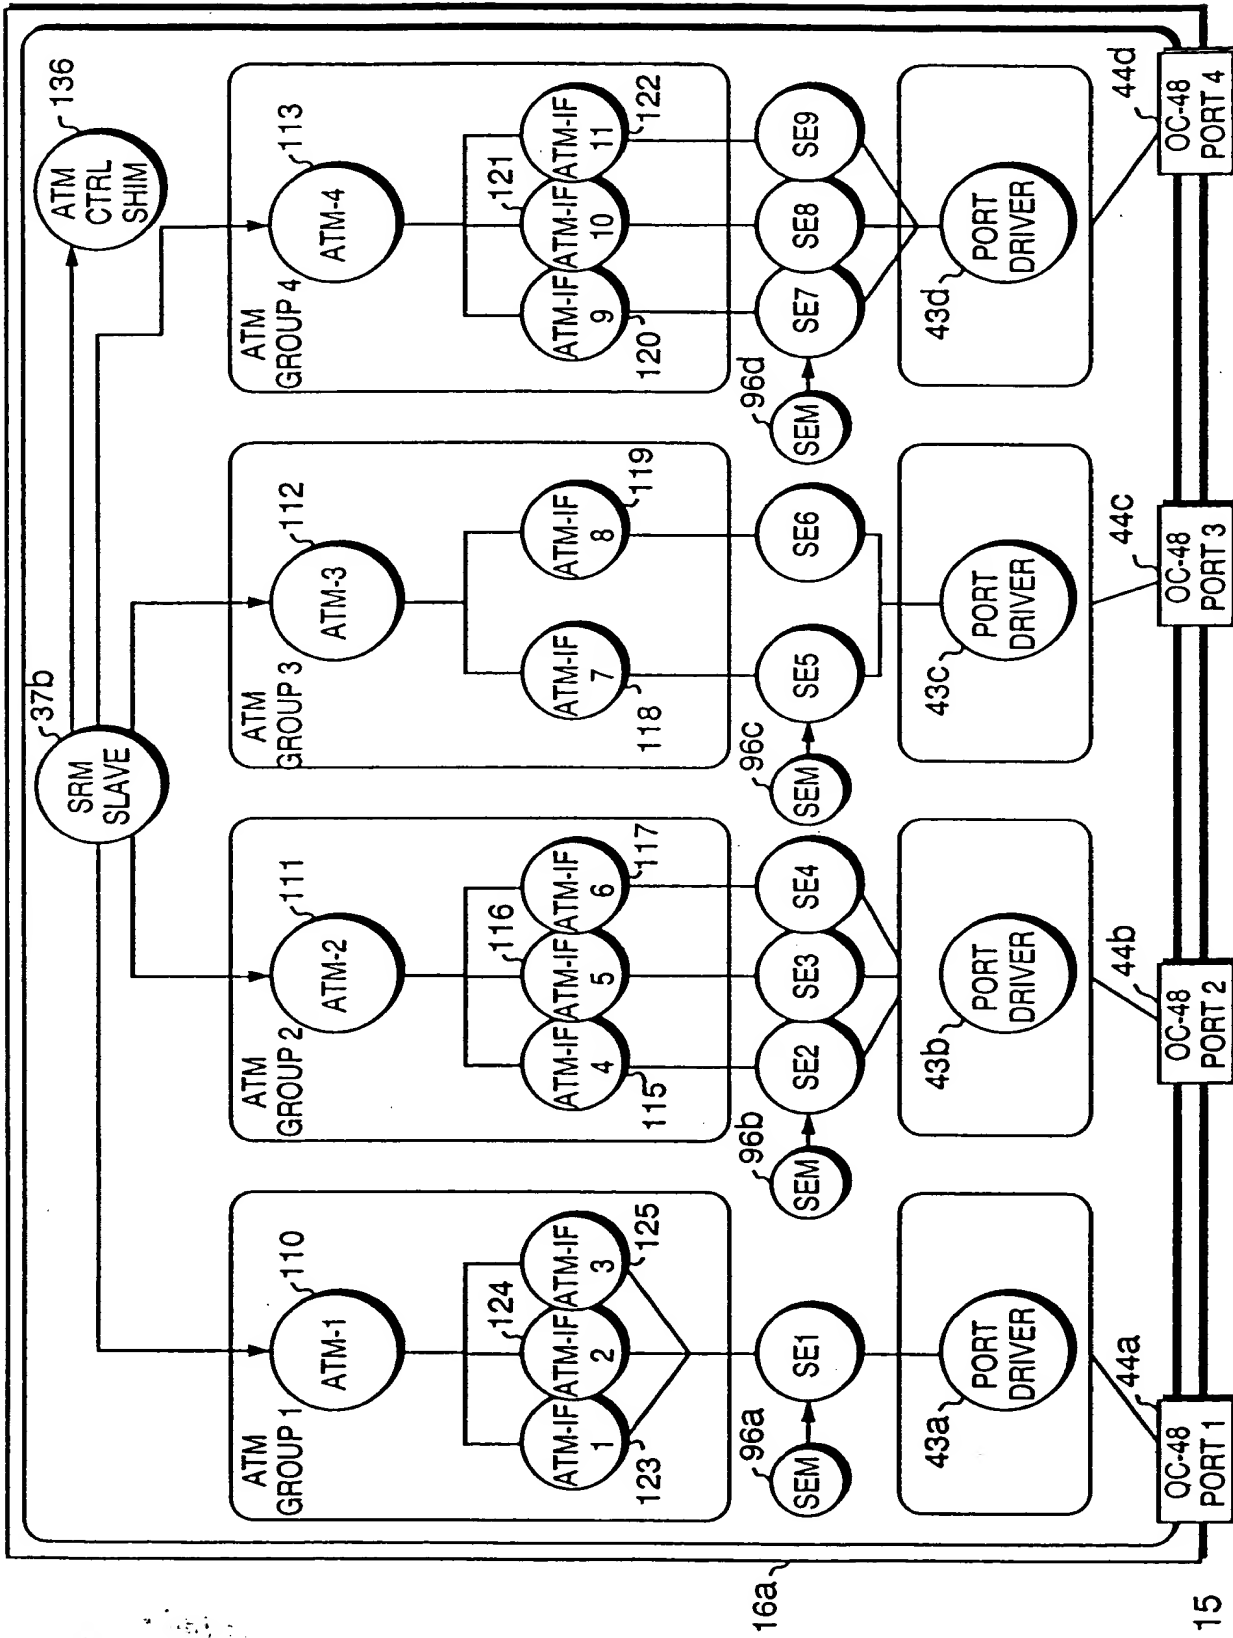 37b
SRM
SLAVE
136
ATM
CTRL
SHIM
ATM
GROUP 1
110
ATM-1
124
ATM-IF
1
ATM-IF
2
ATM-IF
3
123
125
96a
SEM
SE1
43a
PORT
DRIVER
44a
OC-48
PORT 1
ATM
GROUP 2
111
ATM-2
116
ATM-IF
4
ATM-IF
5
ATM-IF
6
115
117
96b
SEM
SE2
SE3
SE4
43b
PORT
DRIVER
44b
OC-48
PORT 2
ATM
GROUP 3
112
ATM-3
ATM-IF
7
ATM-IF
8
118
119
96c
SEM
SE5
SE6
43c
PORT
DRIVER
44c
OC-48
PORT 3
ATM
GROUP 4
113
ATM-4
121
ATM-IF
9
ATM-IF
10
ATM-IF
11
120
122
96d
SEM
SE7
SE8
SE9
43d
PORT
DRIVER
44d
OC-48
PORT 4
16a
15